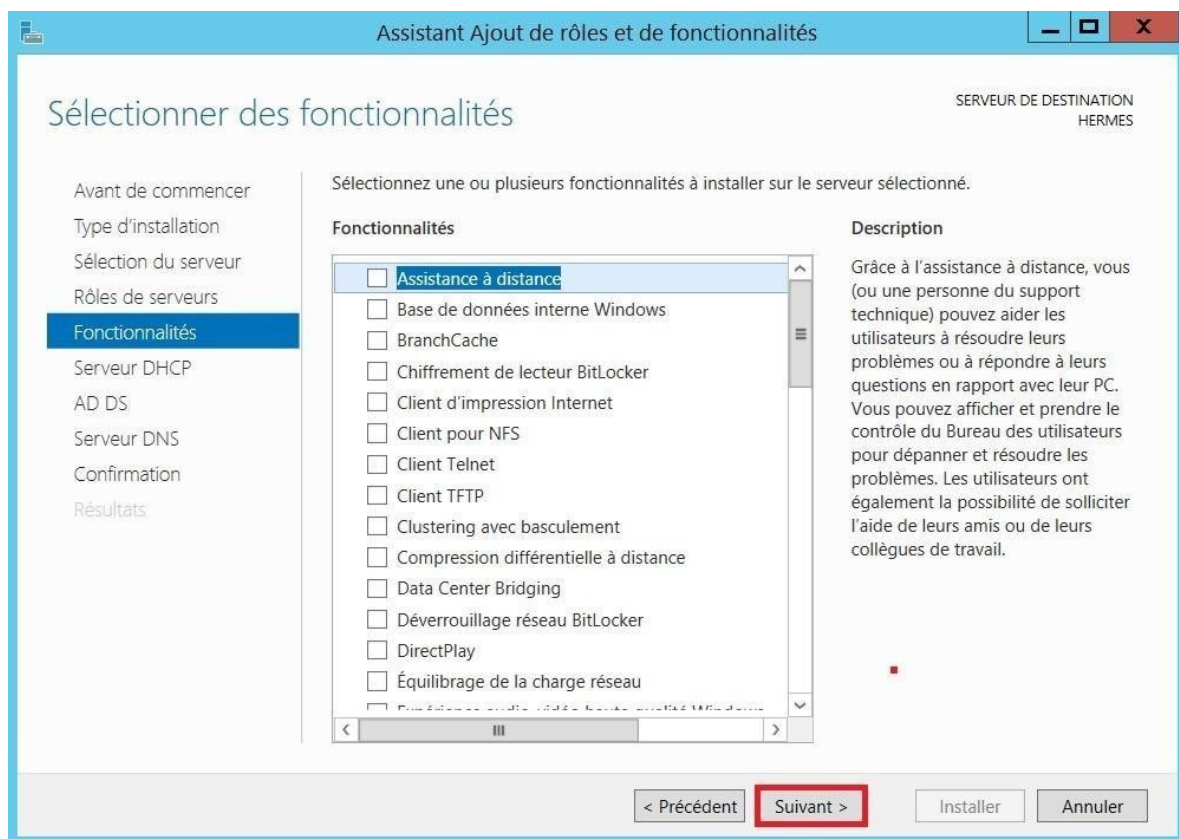 Assistant Ajout de rôles et de fonctionnalités
X
Sélectionner des fonctionnalités
SERVEUR DE DESTINATION
HERMES
Avant de commencer
Type d'installation
Sélection du serveur
Rôles de serveurs
Fonctionnalités
Serveur DHCP
AD DS
Serveur DNS
Confirmation
Résultats
Sélectionnez une ou plusieurs fonctionnalités à installer sur le serveur sélectionné.
Fonctionnalités
Assistance à distance
Base de données interne Windows
BranchCache
Chiffrement de lecteur BitLocker
Client d'impression Internet
Client pour NFS
Client Telnet
Client TFTP
Clustering avec basculement
Compression différentielle à distance
Data Center Bridging
Déverrouillage réseau BitLocker
DirectPlay
Équilibrage de la charge réseau
Description
Grâce à l'assistance à distance, vous
(ou une personne du support
technique) pouvez aider les
utilisateurs à résoudre leurs
problèmes ou à répondre à leurs
questions en rapport avec leur PC.
Vous pouvez afficher et prendre le
contrôle du Bureau des utilisateurs
pour dépanner et résoudre les
problèmes. Les utilisateurs ont
également la possibilité de solliciter
l'aide de leurs amis ou de leurs
collègues de travail.
< Précédent
Suivant >
Installer
Annuler